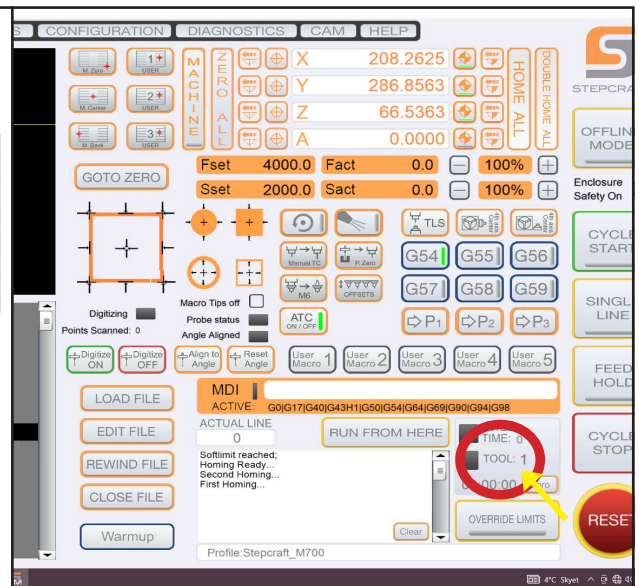 S CONFIGURATION DIAGNOSTICS CAM HELP
M. Zero
1
USER
M. Center
2
USER
M. Back
3
USER
MACHINE
ZERO ALL
X 208.2625
Y 286.8563
Z 66.5363
A 0.0000
HOME ALL
DOUBLE HOME ALL
STEPCRA
OFFLIN
MODE
Enclosure
Safety On
GOTO ZERO
Fset 4000.0 Fact 0.0 100%
Sset 2000.0 Sact 0.0 100%
TLS
4th axis
Center
4th axis
Center
Manual TC
P. Zero
G54 G55 G56
M6
OFFSETS
G57 G58 G59
CYCLE
START
SINGL
LINE
Digitizing
Points Scanned: 0
Macro Tips off
Probe status
Angle Aligned
ATC
ON / OFF
P1 P2 P3
Digitize
ON
Digitize
OFF
Align to
Angle
Reset
Angle
User
Macro 1
User
Macro 2
User
Macro 3
User
Macro 4
User
Macro 5
FEED
HOLD
LOAD FILE
EDIT FILE
REWIND FILE
CLOSE FILE
Warmup
MDI
ACTIVE: G0|G17|G40|G43H1|G50|G54|G64|G69|G90|G94|G98
ACTUAL LINE
0
RUN FROM HERE
TIME: 0
TOOL: 1
Softlimit reached;
Homing Ready...
Second Homing...
First Homing...
Clear
OVERRIDE LIMITS
CYCLE
STOP
RESE
Profile:Stepcraft_M700
4°C Skyet